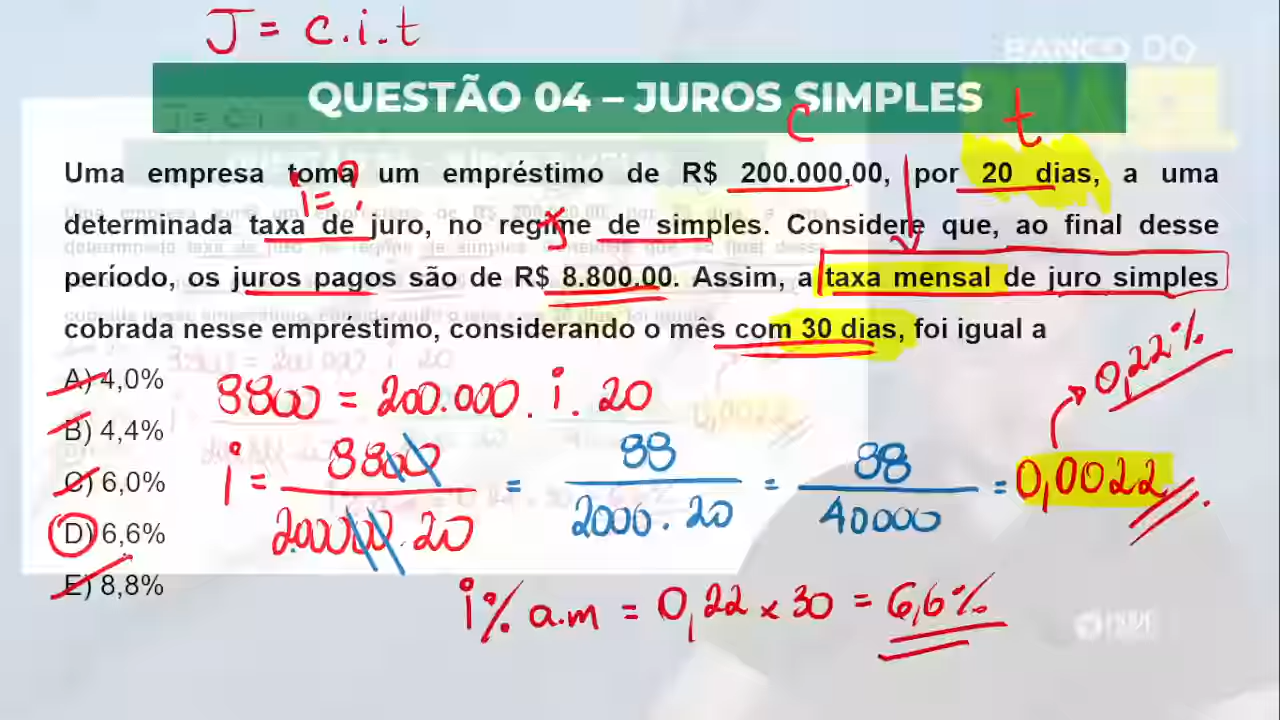 J = c.i.t
BANCO DO
QUESTÃO 04 – JUROS SIMPLES
C
t
Uma empresa toma um empréstimo de R$ 200.000,00, por 20 dias, a uma
i = ?
determinada taxa de juro, no regime de simples. Considere que, ao final desse
J
período, os juros pagos são de R$ 8.800.00. Assim, a taxa mensal de juro simples
cobrada nesse empréstimo, considerando o mês com 30 dias, foi igual a
0,22%
A) 4,0%
8800 = 200.000 . i . 20
B) 4,4%
i = 8800 / 200000 . 20 = 88 / 2000 . 20 = 88 / 40000 = 0,0022
C) 6,0%
D) 6,6%
E) 8,8%
i% a.m = 0,22 x 30 = 6,6%